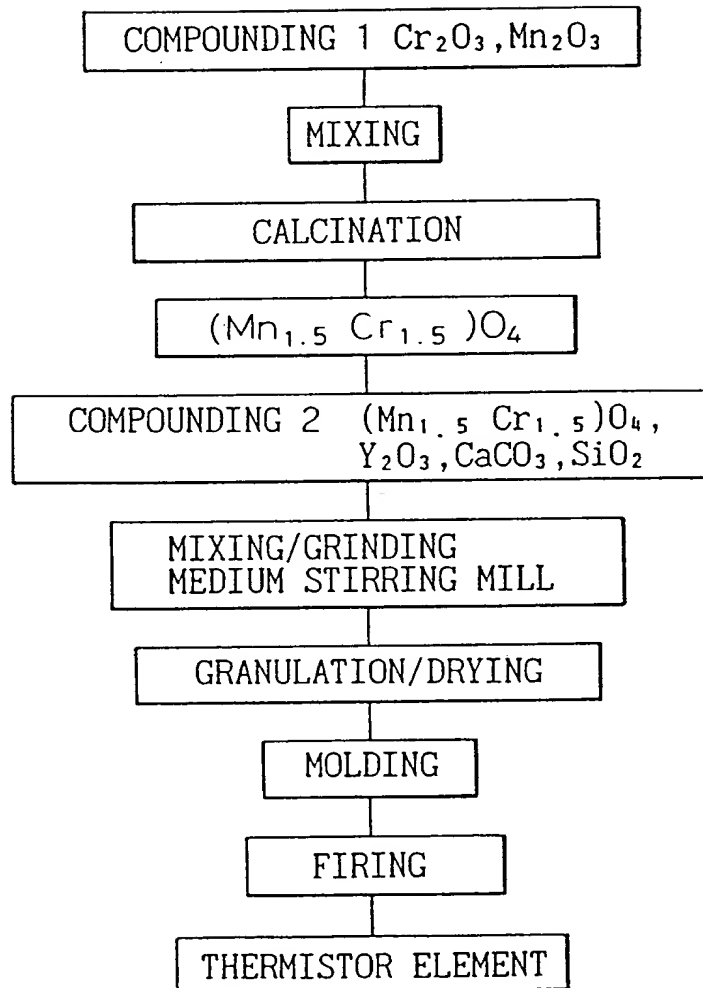 COMPOUNDING 1 Cr₂O₃,Mn₂O₃
MIXING
CALCINATION
(Mn₁.₅ Cr₁.₅ )O₄
COMPOUNDING 2 (Mn₁.₅ Cr₁.₅)O₄,
Y₂O₃,CaCO₃,SiO₂
MIXING/GRINDING
MEDIUM STIRRING MILL
GRANULATION/DRYING
MOLDING
FIRING
THERMISTOR ELEMENT